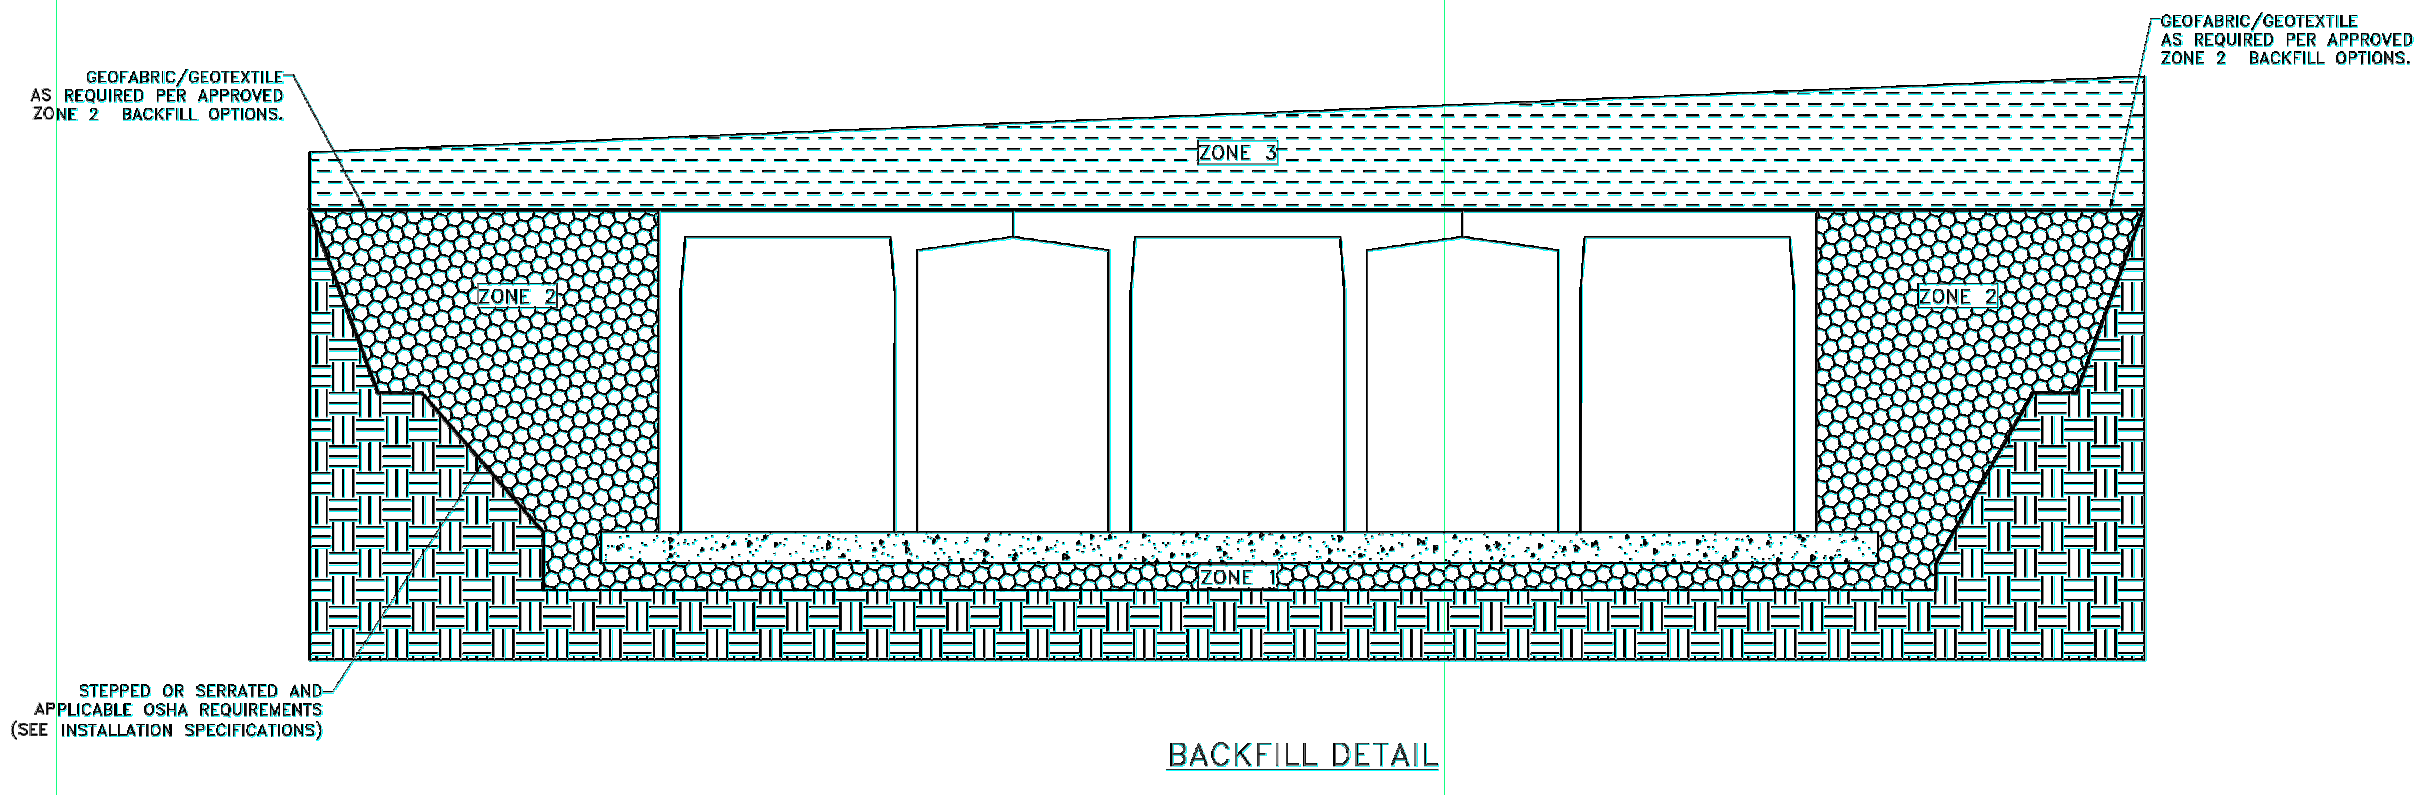 GEOFABRIC/GEOTEXTILE
AS REQUIRED PER APPROVED
ZONE 2 BACKFILL OPTIONS.
GEOFABRIC/GEOTEXTILE
AS REQUIRED PER APPROVED
ZONE 2 BACKFILL OPTIONS.
ZONE 3
ZONE 2
ZONE 2
ZONE 1
STEPPED OR SERRATED AND
APPLICABLE OSHA REQUIREMENTS
(SEE INSTALLATION SPECIFICATIONS)
BACKFILL DETAIL